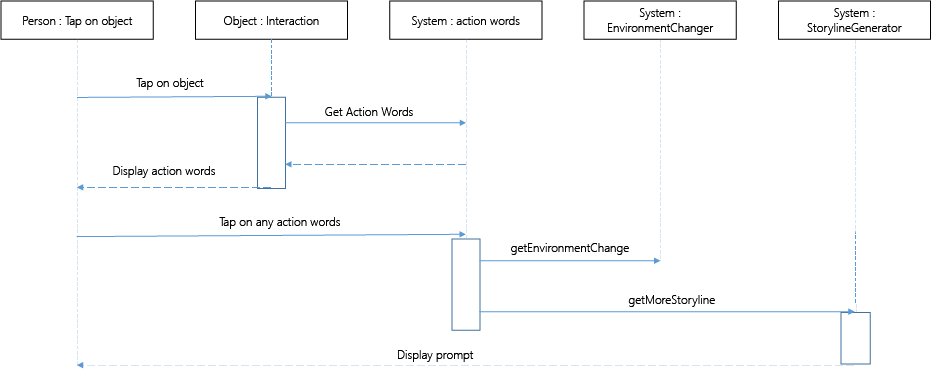 Person : Tap on object
Object : Interaction
System : action words
System :
EnvironmentChanger
System :
StorylineGenerator
Tap on object
Get Action Words
Display action words
Tap on any action words
getEnvironmentChange
getMoreStoryline
Display prompt